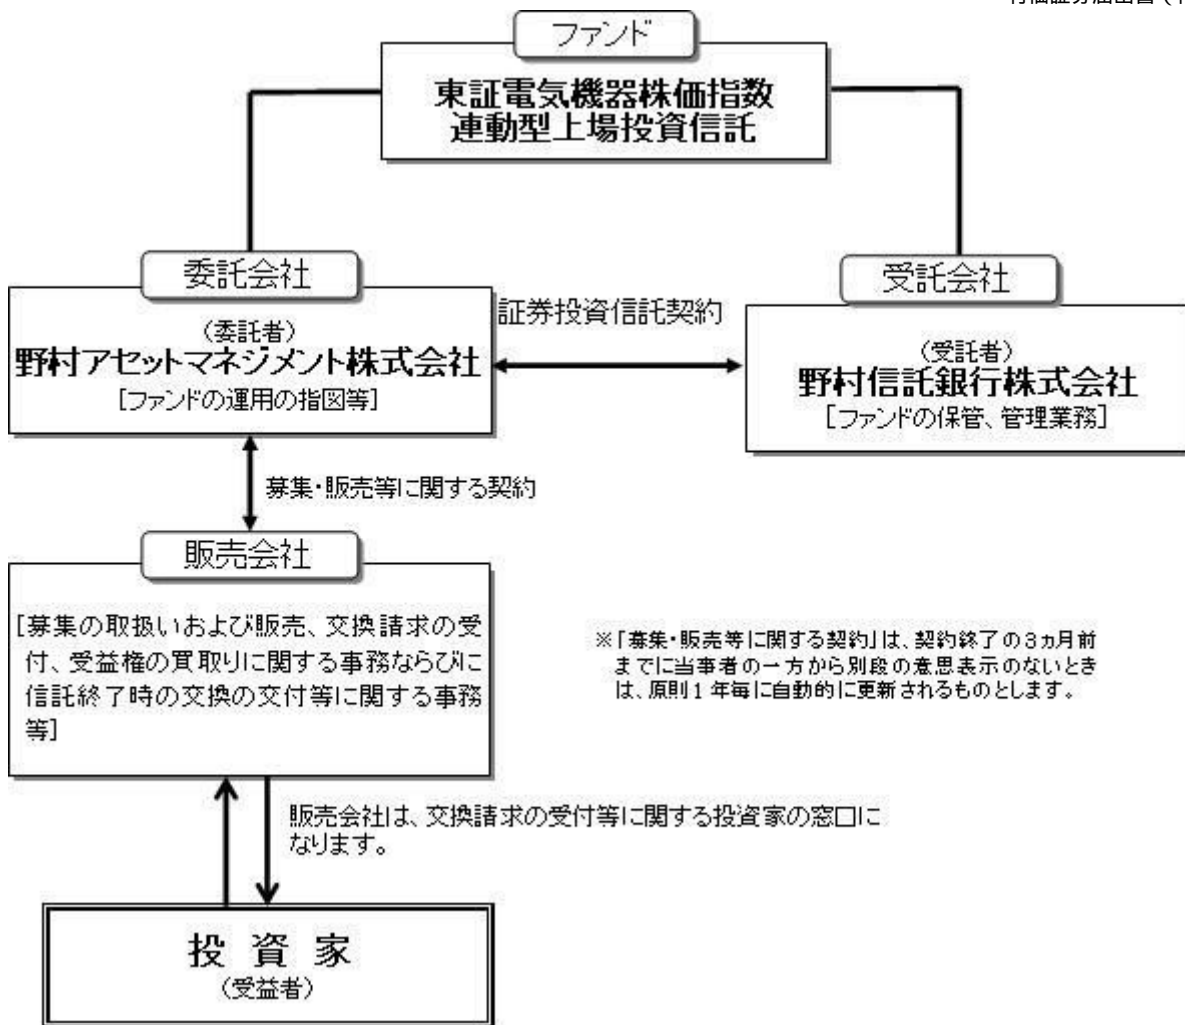 ファンド
東証電気機器株価指数
連動型上場投資信託
委託会社
(委託者)
野村アセットマネジメント株式会社
[ファンドの運用の指図等]
証券投資信託契約
受託会社
(受託者)
野村信託銀行株式会社
[ファンドの保管、管理業務]
募集・販売等に関する契約
販売会社
[募集の取扱いおよび販売、交換請求の受
付、受益権の買取りに関する事務ならびに
信託終了時の交換の交付等に関する事務
等]
※「募集・販売等に関する契約」は、契約終了の3ヵ月前
までに当事者の一方から別段の意思表示のないとき
は、原則1年毎に自動的に更新されるものとします。
販売会社は、交換請求の受付等に関する投資家の窓口に
なります。
投資家
(受益者)